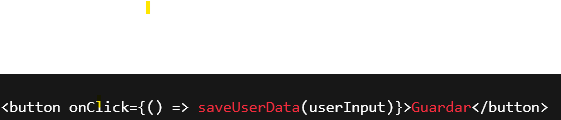 <button onClick={() => saveUserData(userInput)}>Guardar</button>